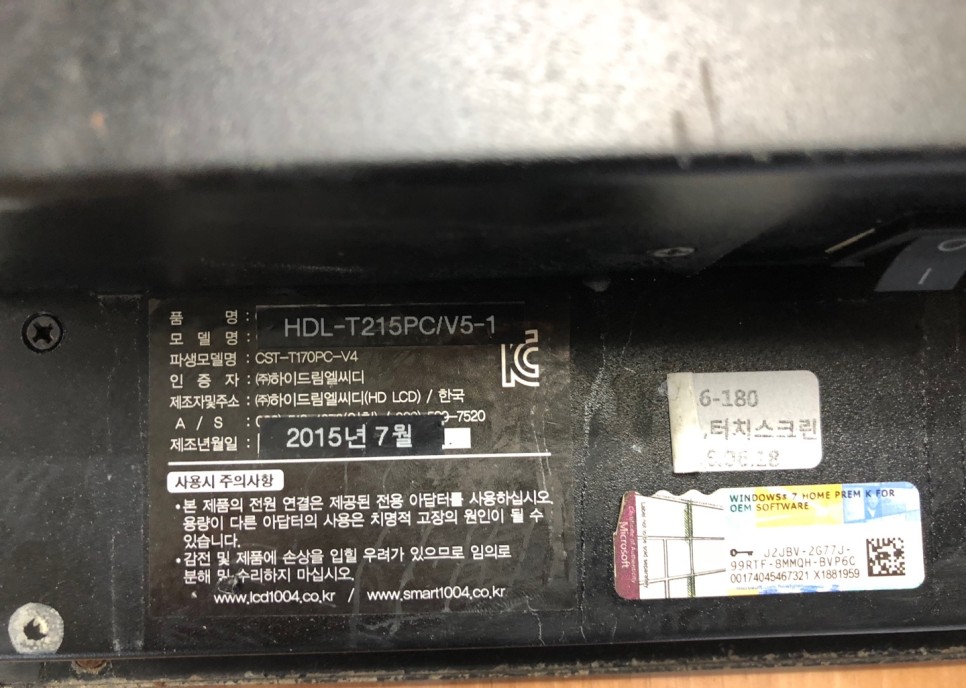 품 명 :
HDL-T215PC/V5-1
모 델 명 :
파생모델명 : CST-T170PC-V4
인 증 자 : ㈜하이드림엘씨디
제조자및주소 : ㈜하이드림엘씨디(HD LCD) / 한국
A / S : -7520
제조년월일 : 2015년 7월
KC
사용시 주의사항
•본 제품의 전원 연결은 제공된 전용 아답터를 사용하십시오.
용량이 다른 아답터의 사용은 치명적 고장의 원인이 될 수
있습니다.
•감전 및 제품에 손상을 입힐 우려가 있으므로 임의로
분해 및 수리하지 마십시오.
www.lcd1004.co.kr / www.smart1004.co.kr
6-180
터치스크린
WINDOWS® 7 HOME PREM K FOR
OEM SOFTWARE
Microsoft
Certificate of Authenticity
J2JBV-2G77J-
99RTF-8MMQH-BVP6C
00174045467321 X1881959